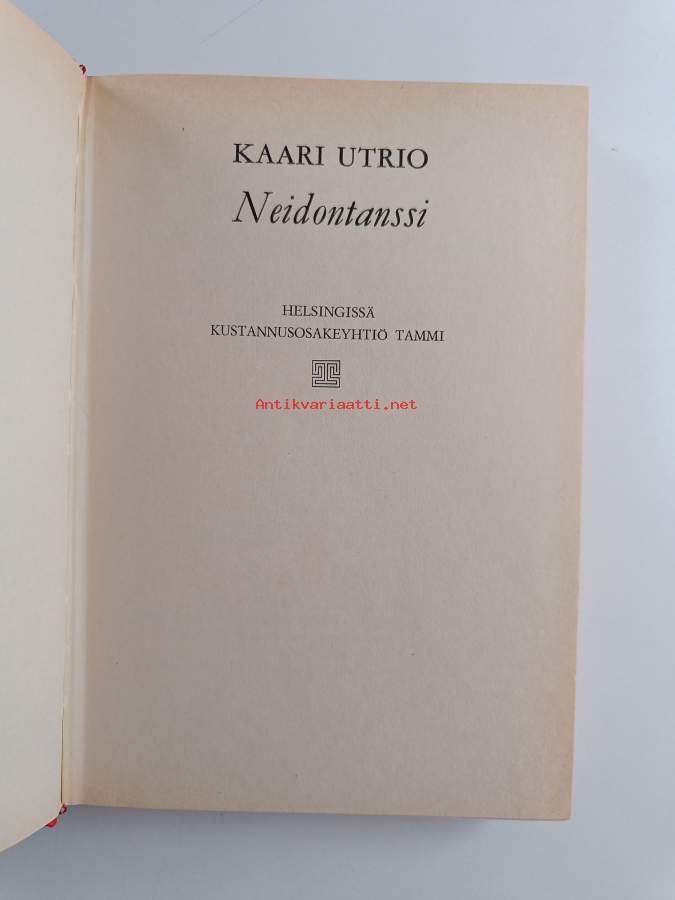 KAARI UTRIO
Neidontanssi
HELSINGISSÄ
KUSTANNUSOSAKEYHTIÖ TAMMI
Antikvariaatti.net